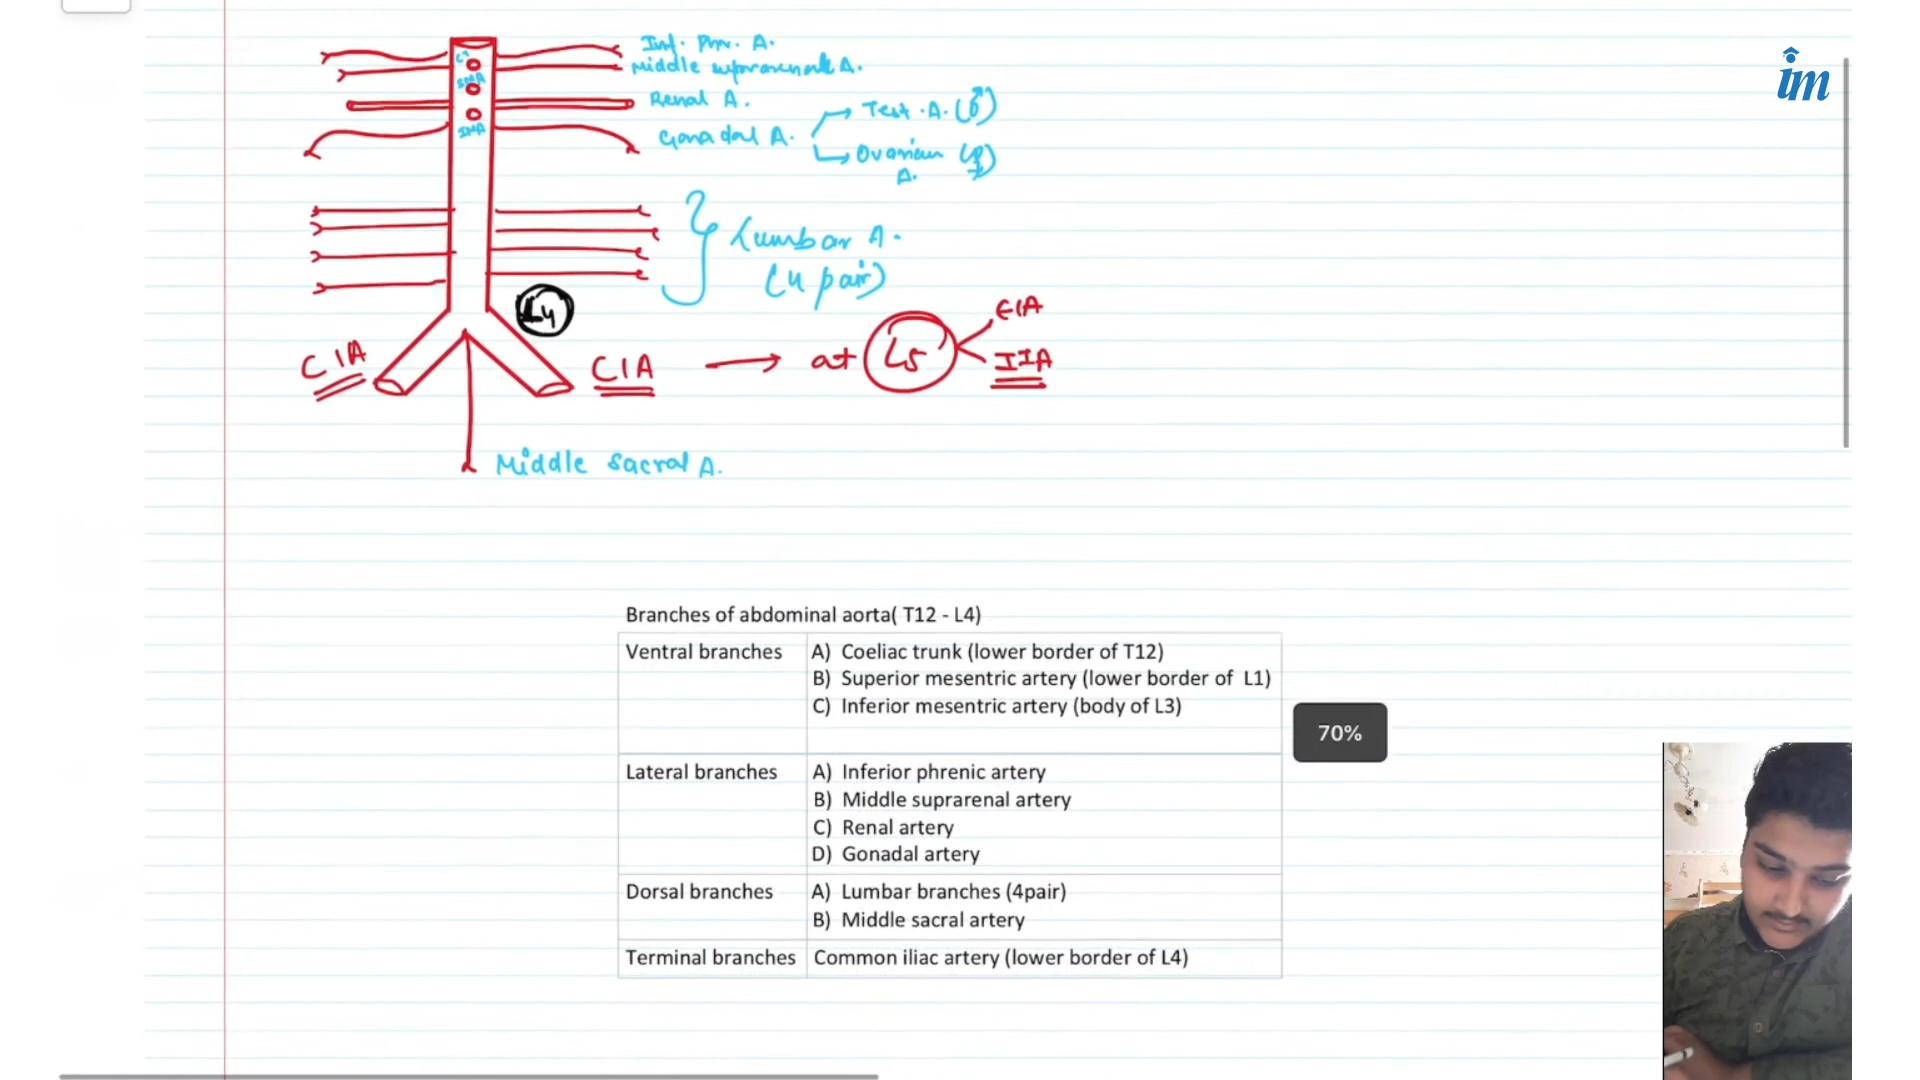 im
Inf. Phr. A.
Middle suprarenal A.
Renal A.
Gonadal A.
Test. A. (♂)
Ovarian (♀)
A.
SMA
IMA
Lumbar A.
(4 pair)
L4
CIA
CIA → at L5
EIA
IIA
Middle sacral A.
Branches of abdominal aorta( T12 - L4)
Ventral branches
A) Coeliac trunk (lower border of T12)
B) Superior mesentric artery (lower border of L1)
C) Inferior mesentric artery (body of L3)
70%
Lateral branches
A) Inferior phrenic artery
B) Middle suprarenal artery
C) Renal artery
D) Gonadal artery
Dorsal branches
A) Lumbar branches (4pair)
B) Middle sacral artery
Terminal branches
Common iliac artery (lower border of L4)